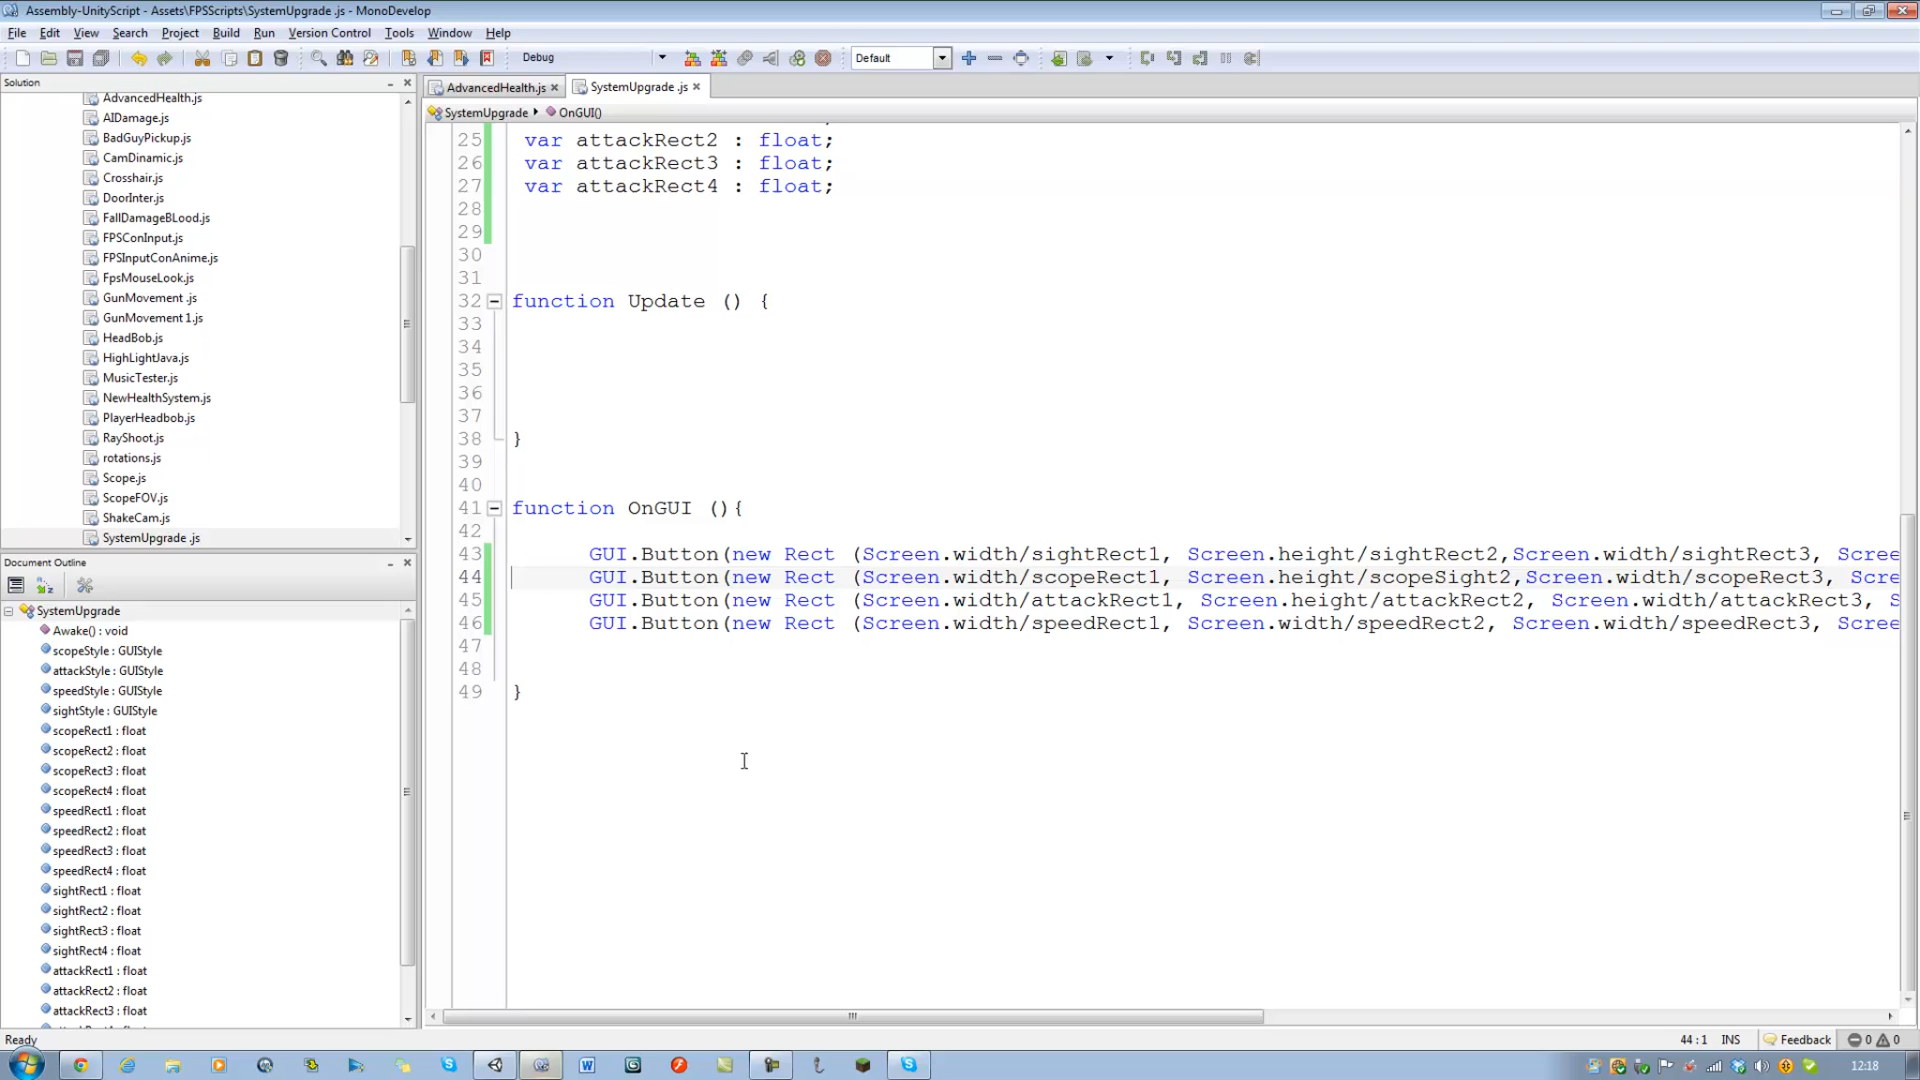 Assembly-UnityScript - Assets\FPSScripts\SystemUpgrade .js - MonoDevelop
File Edit View Search Project Build Run Version Control Tools Window Help
Debug
Default
Solution
AdvancedHealth.js
SystemUpgrade .js
SystemUpgrade
OnGUI()
AdvancedHealth.js
AIDamage.js
BadGuyPickup.js
CamDinamic.js
Crosshair.js
DoorInter.js
FallDamageBLood.js
FPSConInput.js
FPSInputConAnime.js
FpsMouseLook.js
GunMovement .js
GunMovement 1.js
HeadBob.js
HighLightJava.js
MusicTester.js
NewHealthSystem.js
PlayerHeadbob.js
RayShoot.js
rotations.js
Scope.js
ScopeFOV.js
ShakeCam.js
SystemUpgrade .js
Document Outline
SystemUpgrade
Awake() : void
scopeStyle : GUIStyle
attackStyle : GUIStyle
speedStyle : GUIStyle
sightStyle : GUIStyle
scopeRect1 : float
scopeRect2 : float
scopeRect3 : float
scopeRect4 : float
speedRect1 : float
speedRect2 : float
speedRect3 : float
speedRect4 : float
sightRect1 : float
sightRect2 : float
sightRect3 : float
sightRect4 : float
attackRect1 : float
attackRect2 : float
attackRect3 : float
25 var attackRect2 : float;
26 var attackRect3 : float;
27 var attackRect4 : float;
28
29
30
31
32 function Update () {
33
34
35
36
37
38 }
39
40
41 function OnGUI (){
42
43 GUI.Button(new Rect (Screen.width/sightRect1, Screen.height/sightRect2,Screen.width/sightRect3, Scree
44 GUI.Button(new Rect (Screen.width/scopeRect1, Screen.height/scopeSight2,Screen.width/scopeRect3, Scre
45 GUI.Button(new Rect (Screen.width/attackRect1, Screen.height/attackRect2, Screen.width/attackRect3, S
46 GUI.Button(new Rect (Screen.width/speedRect1, Screen.width/speedRect2, Screen.width/speedRect3, Scree
47
48
49 }
Ready
44 : 1 INS Feedback 0 0
12:18